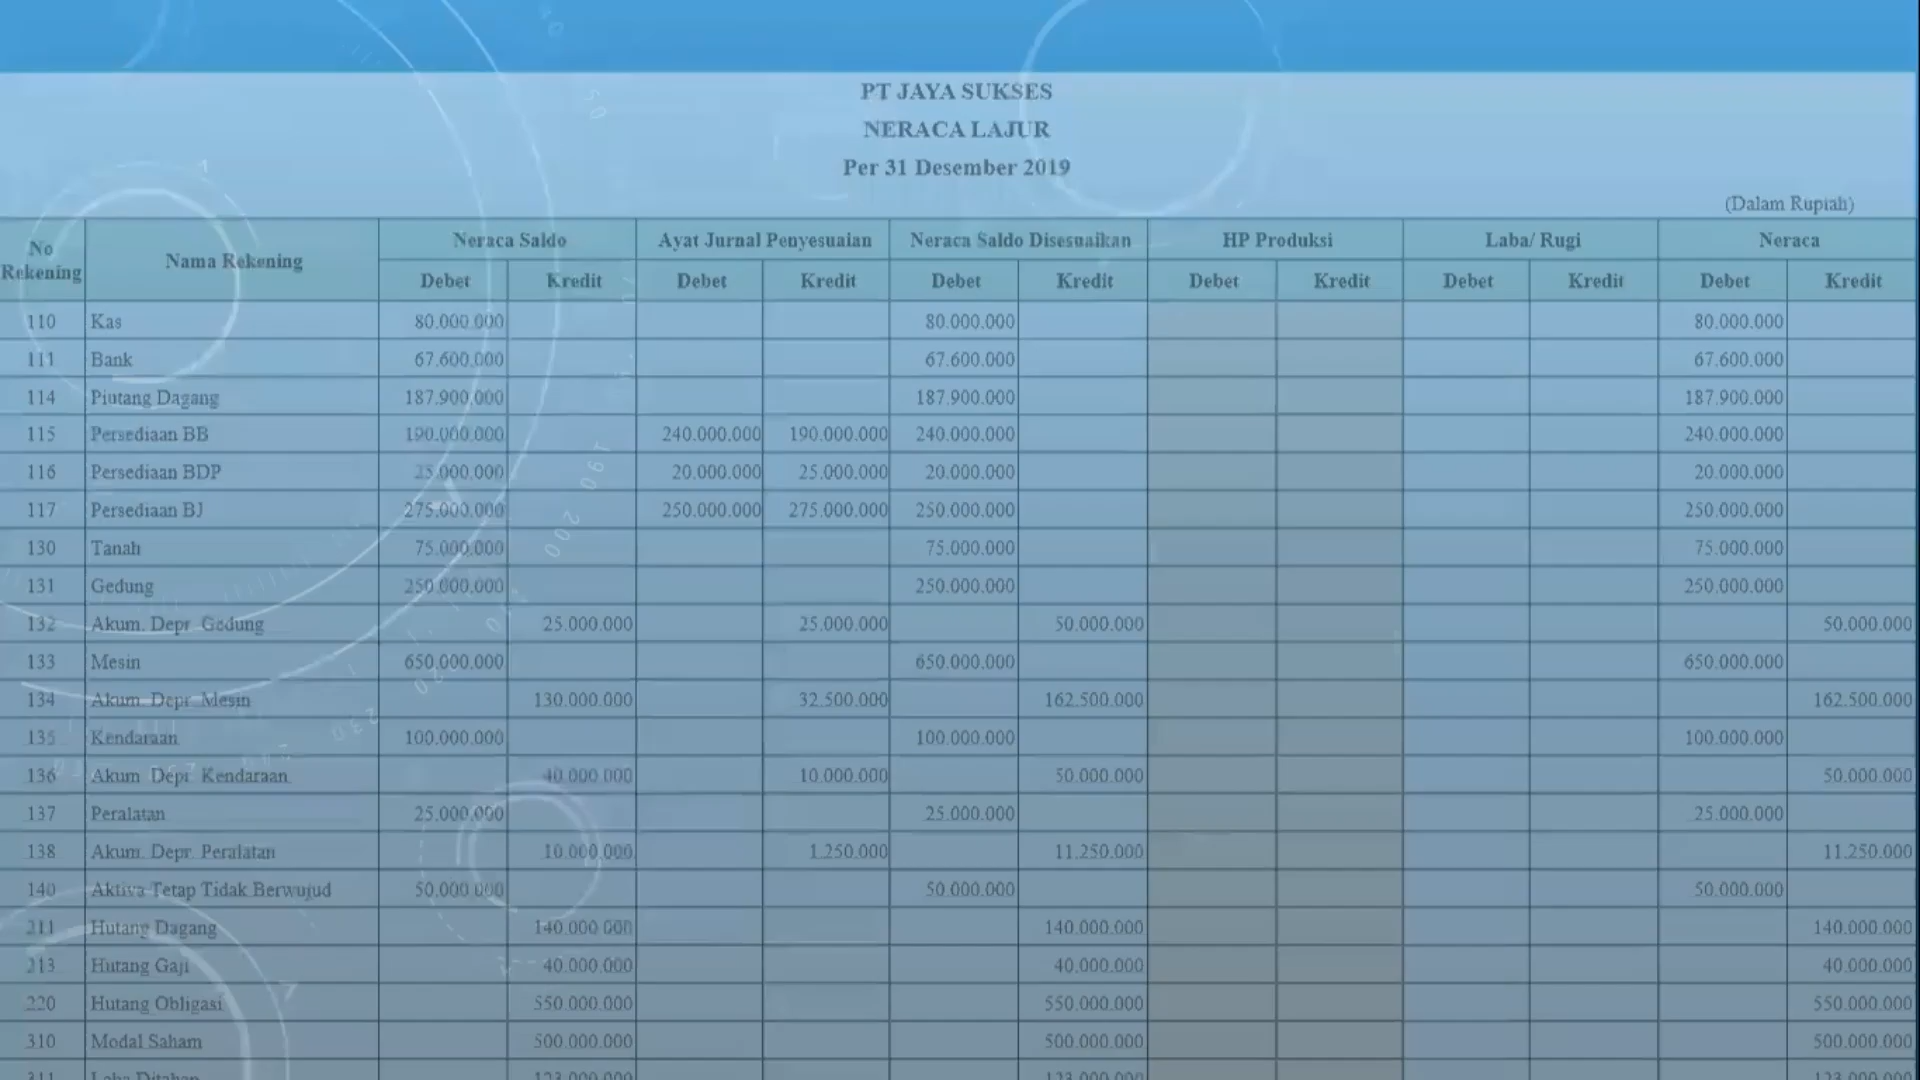 PT JAYA SUKSES
NERACA LAJUR
Per 31 Desember 2019
(Dalam Rupiah)
No Rekening Nama Rekening Neraca Saldo Ayat Jurnal Penyesuaian Neraca Saldo Disesuaikan HP Produksi Laba/ Rugi Neraca
Debet Kredit Debet Kredit Debet Kredit Debet Kredit Debet Kredit Debet Kredit
110 Kas 80.000.000 80.000.000 80.000.000
111 Bank 67.600.000 67.600.000 67.600.000
114 Piutang Dagang 187.900.000 187.900.000 187.900.000
115 Persediaan BB 190.000.000 240.000.000 190.000.000 240.000.000 240.000.000
116 Persediaan BDP 25.000.000 20.000.000 25.000.000 20.000.000 20.000.000
117 Persediaan BJ 275.000.000 250.000.000 275.000.000 250.000.000 250.000.000
130 Tanah 75.000.000 75.000.000 75.000.000
131 Gedung 250.000.000 250.000.000 250.000.000
132 Akum. Depr. Gedung 25.000.000 25.000.000 50.000.000 50.000.000
133 Mesin 650.000.000 650.000.000 650.000.000
134 Akum. Depr. Mesin 130.000.000 32.500.000 162.500.000 162.500.000
135 Kendaraan 100.000.000 100.000.000 100.000.000
136 Akum. Depr. Kendaraan 40.000.000 10.000.000 50.000.000 50.000.000
137 Peralatan 25.000.000 25.000.000 25.000.000
138 Akum. Depr. Peralatan 10.000.000 1.250.000 11.250.000 11.250.000
140 Aktiva Tetap Tidak Berwujud 50.000.000 50.000.000 50.000.000
211 Hutang Dagang 140.000.000 140.000.000 140.000.000
213 Hutang Gaji 40.000.000 40.000.000 40.000.000
220 Hutang Obligasi 550.000.000 550.000.000 550.000.000
310 Modal Saham 500.000.000 500.000.000 500.000.000
311 Laba Ditahan 123.000.000 123.000.000 123.000.000